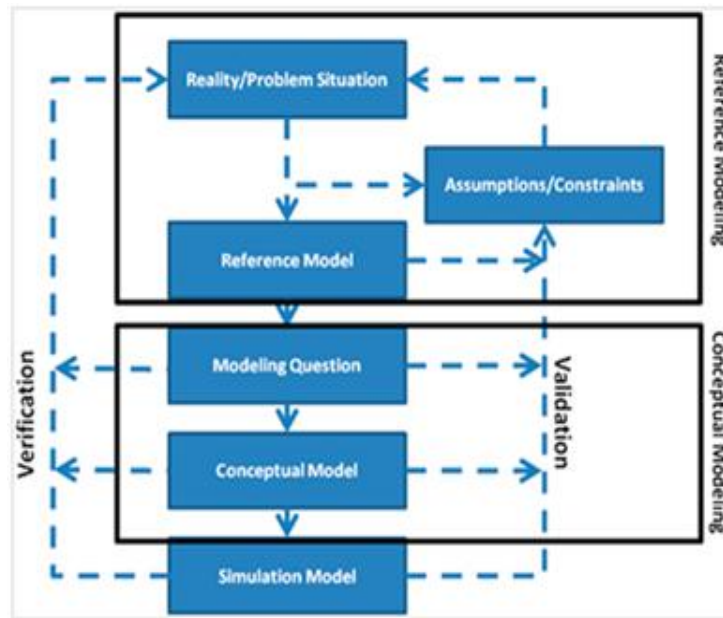 Reality/Problem Situation
Assumptions/Constraints
Reference Model
Reference Modeling
Modeling Question
Conceptual Model
Conceptual Modeling
Verification
Validation
Simulation Model